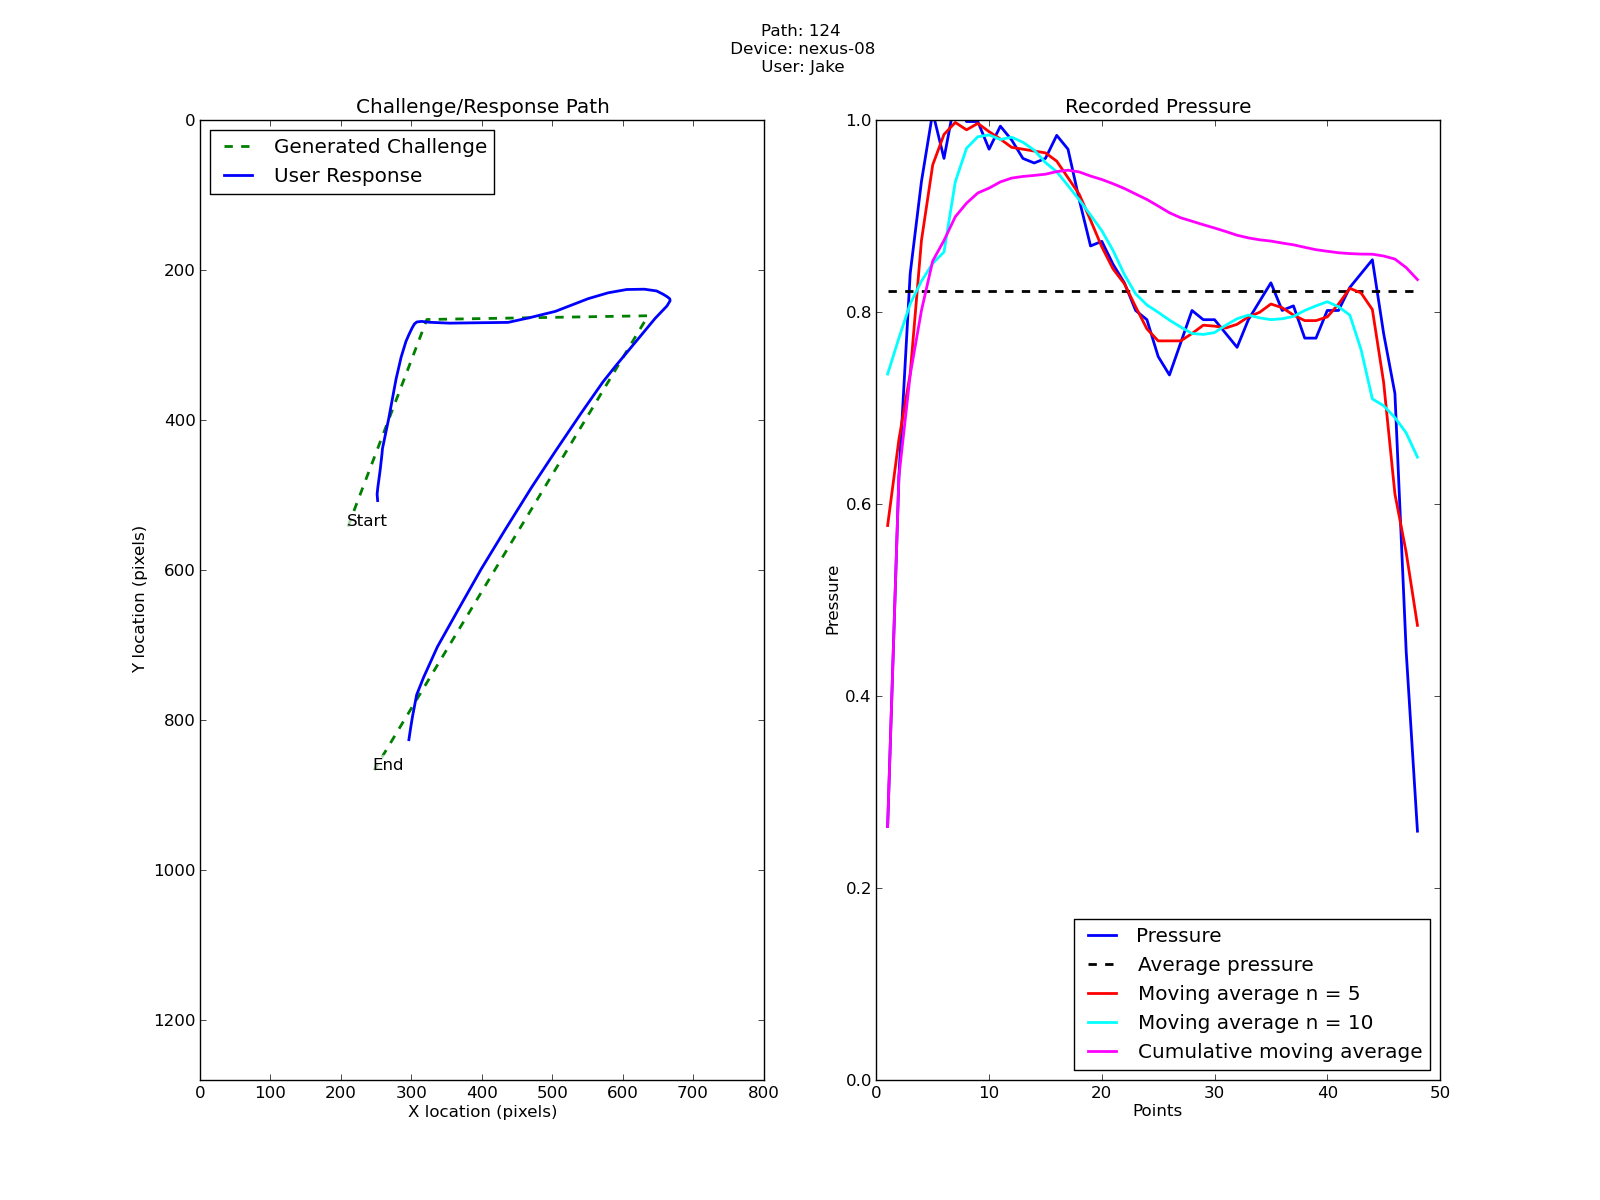 Path: 124
Device: nexus-08
User: Jake
Challenge/Response Path
Generated Challenge
User Response
0
200
400
600
800
1000
1200
Y location (pixels)
Start
End
0 100 200 300 400 500 600 700 800
X location (pixels)
Recorded Pressure
1.0
0.8
0.6
0.4
0.2
0.0
Pressure
Pressure
Average pressure
Moving average n = 5
Moving average n = 10
Cumulative moving average
0 10 20 30 40 50
Points